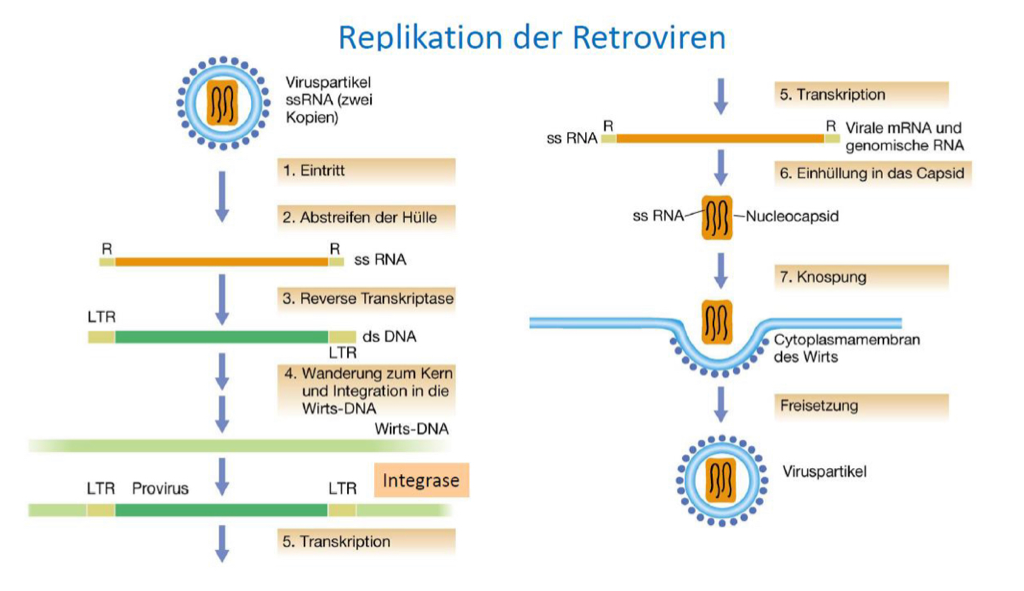 Replikation der Retroviren
Viruspartikel
ssRNA (zwei
Kopien)
1. Eintritt
2. Abstreifen der Hülle
R
R
ss RNA
3. Reverse Transkriptase
LTR
ds DNA
LTR
4. Wanderung zum Kern
und Integration in die
Wirts-DNA
Wirts-DNA
LTR
Provirus
LTR
Integrase
5. Transkription
5. Transkription
R
R
ss RNA
Virale mRNA und
genomische RNA
6. Einhüllung in das Capsid
ss RNA
Nucleocapsid
7. Knospung
Cytoplasmamembran
des Wirts
Freisetzung
Viruspartikel